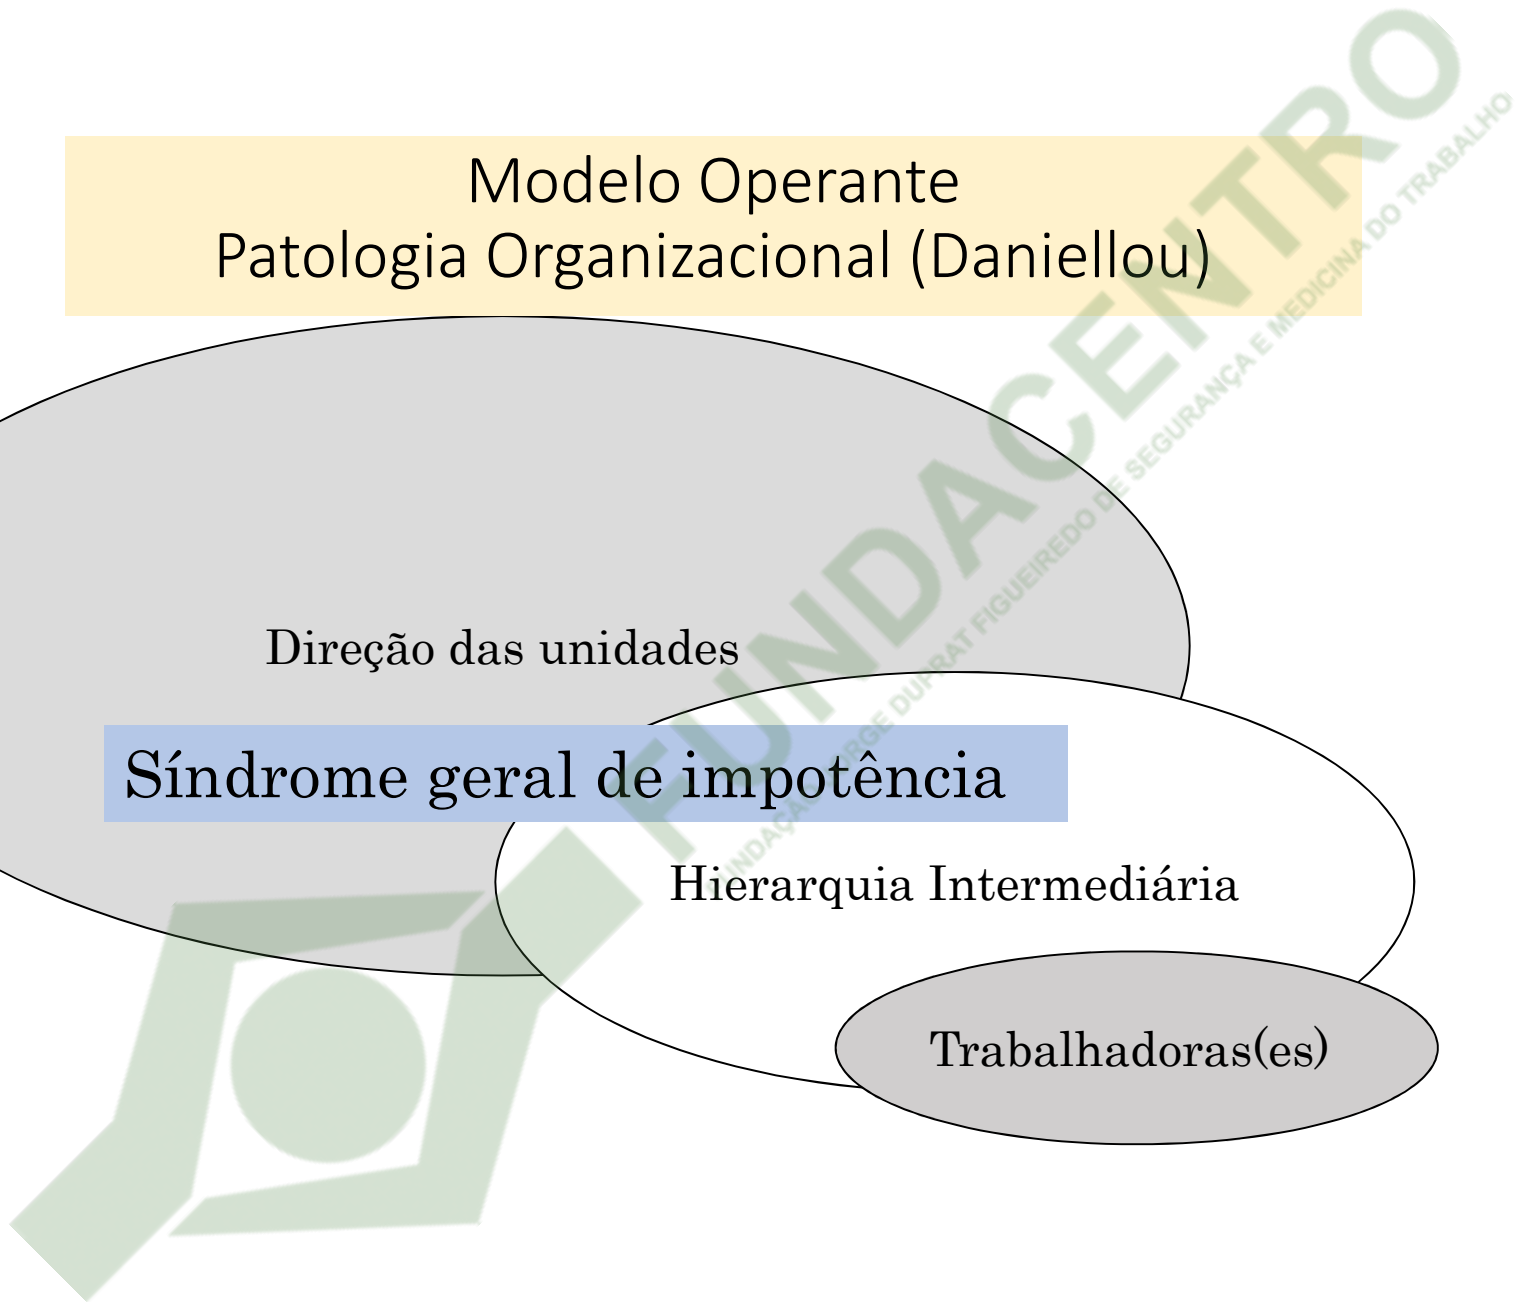 Modelo Operante
Patologia Organizacional (Daniellou)
Direção das unidades
Síndrome geral de impotência
Hierarquia Intermediária
Trabalhadoras(es)
FUNDACENTRO
FUNDAÇÃO JORGE DUPRAT FIGUEIREDO DE SEGURANÇA E MEDICINA DO TRABALHO